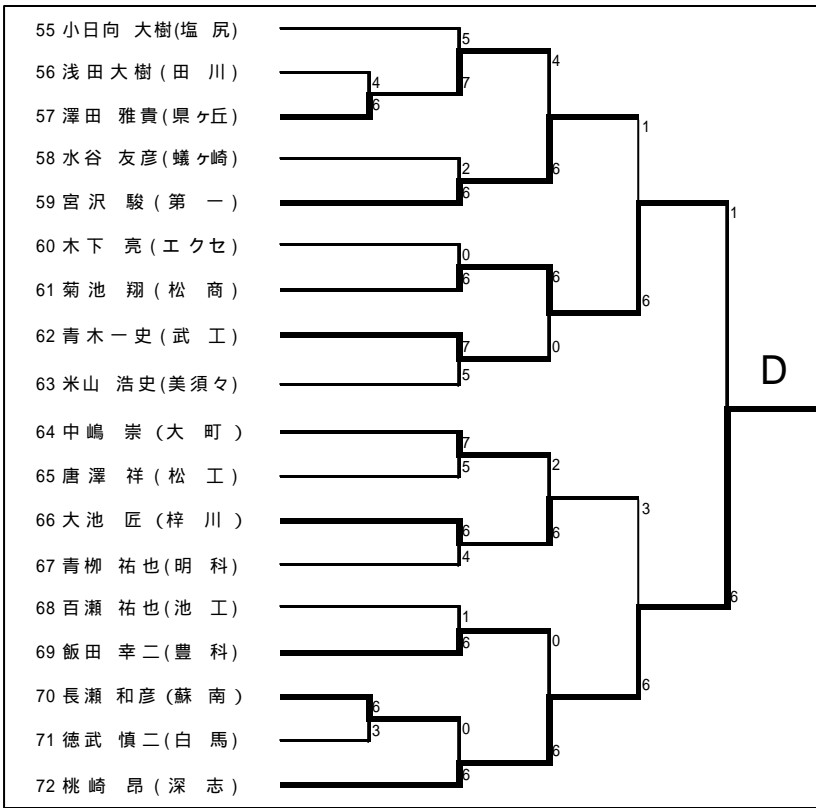 55 小日向 大樹(塩 尻)
5
4
56 浅田大樹(田 川)
4
7
6
57 澤田 雅貴(県ヶ丘)
1
58 水谷 友彦(蟻ヶ崎)
2
6
6
59 宮沢 駿(第 一)
1
60 木下 亮(エクセ)
0
6
6
61 菊池 翔(松 商)
6
62 青木一史(武 工)
7
0
63 米山 浩史(美須々)
5
D
64 中嶋 崇(大 町)
7
2
65 唐澤 祥(松 工)
5
3
66 大池 匠(梓 川)
6
6
67 青栁 祐也(明 科)
4
6
68 百瀬 祐也(池 工)
1
0
69 飯田 幸二(豊 科)
6
6
70 長瀬 和彦(蘇 南)
6
0
71 徳武 慎二(白 馬)
3
6
72 桃崎 昂(深 志)
6